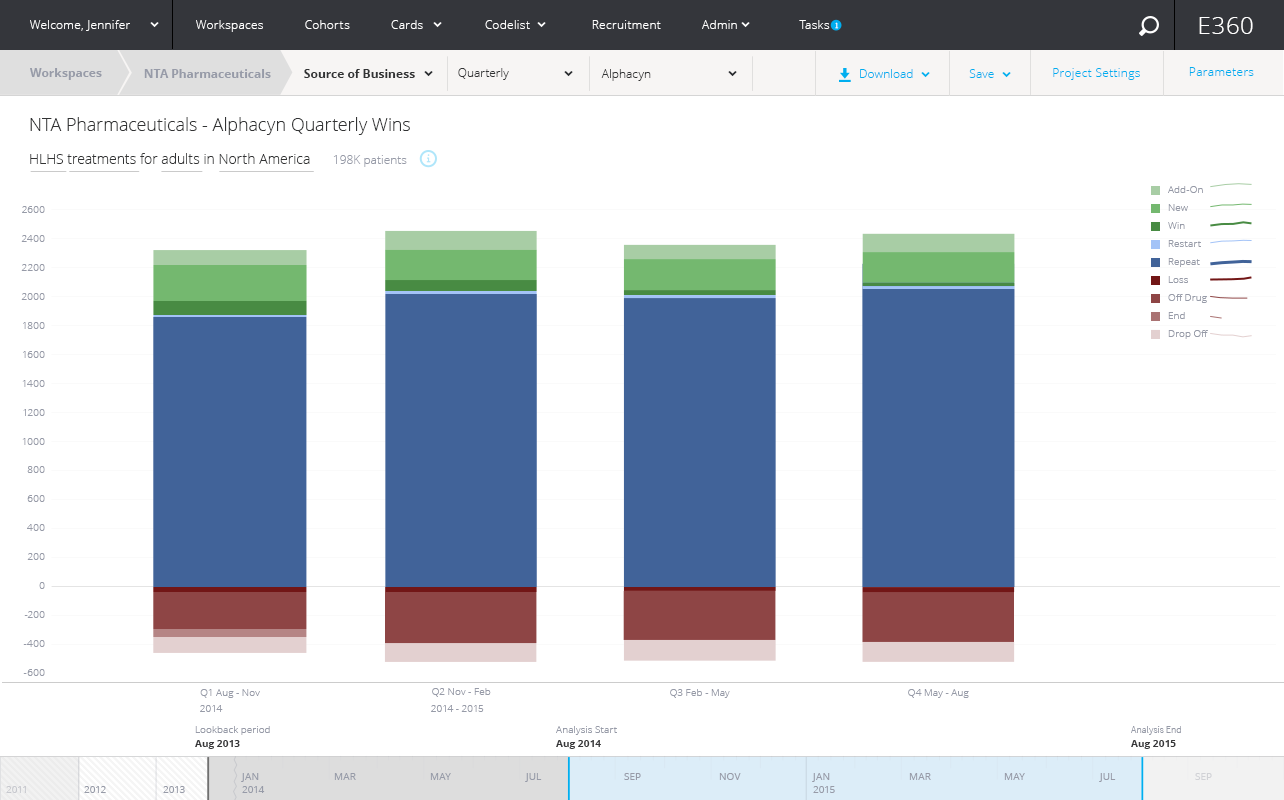 Welcome, Jennifer Workspaces Cohorts Cards Codelist Recruitment Admin Tasks i E360
Workspaces NTA Pharmaceuticals Source of Business Quarterly Alphacyn Download Save Project Settings Parameters
NTA Pharmaceuticals - Alphacyn Quarterly Wins
HLHS treatments for adults in North America 198K patients i
Add-On
New
Win
Restart
Repeat
Loss
Off Drug
End
Drop Off
2600
2400
2200
2000
1800
1600
1400
1200
1000
800
600
400
200
0
-200
-400
-600
Q1 Aug - Nov
2014
Q2 Nov - Feb
2014 - 2015
Q3 Feb - May
Q4 May - Aug
Lookback period
Aug 2013
Analysis Start
Aug 2014
Analysis End
Aug 2015
JAN MAR MAY JUL SEP NOV JAN MAR MAY JUL SEP
2011 2012 2013 2014 2015